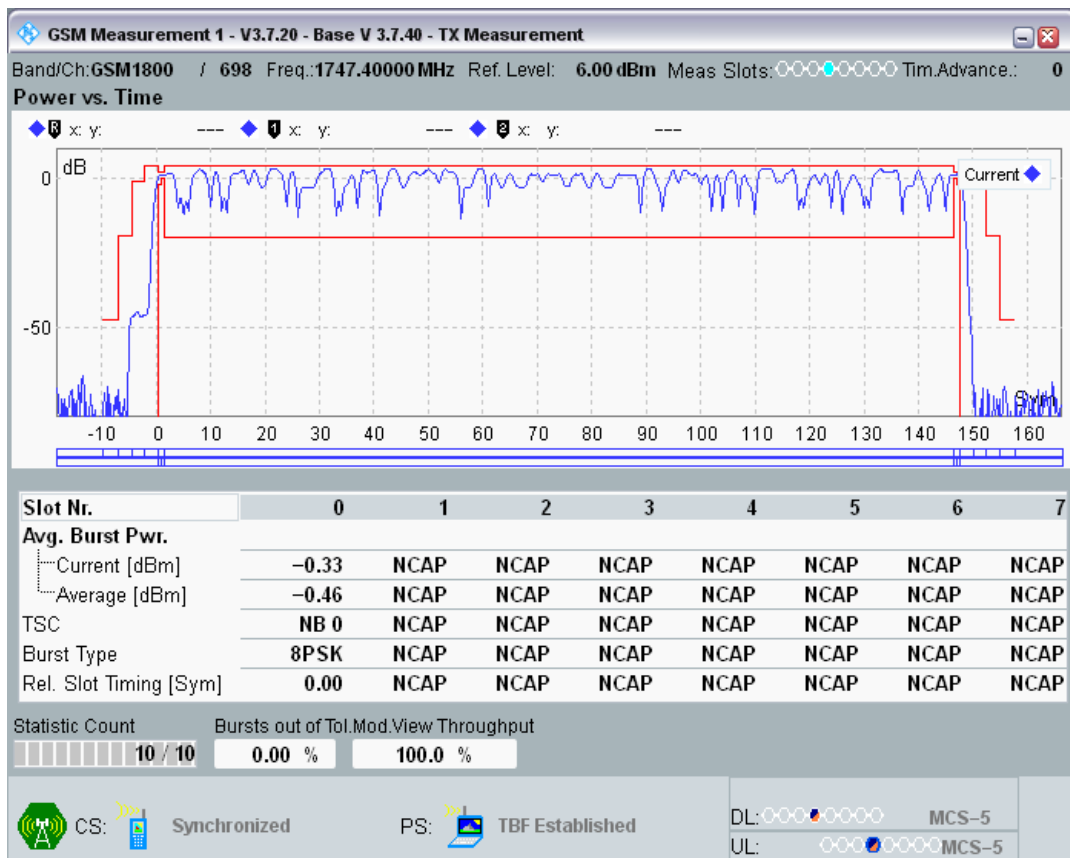 GSM Measurement 1 - V3.7.20 - Base V 3.7.40 - TX Measurement
Band/Ch:GSM1800 / 698 Freq.:1747.40000 MHz Ref. Level: 6.00 dBm Meas Slots: Tim.Advance.: 0
Power vs. Time
R x: y: --- 1 x: y: --- 2 x: y: ---
dB
Current
0
-50
Sym
-10 0 10 20 30 40 50 60 70 80 90 100 110 120 130 140 150 160
Slot Nr. 0 1 2 3 4 5 6 7
Avg. Burst Pwr.
Current [dBm] −0.33 NCAP NCAP NCAP NCAP NCAP NCAP NCAP
Average [dBm] −0.46 NCAP NCAP NCAP NCAP NCAP NCAP NCAP
TSC NB 0 NCAP NCAP NCAP NCAP NCAP NCAP NCAP
Burst Type 8PSK NCAP NCAP NCAP NCAP NCAP NCAP NCAP
Rel. Slot Timing [Sym] 0.00 NCAP NCAP NCAP NCAP NCAP NCAP NCAP
Statistic Count Bursts out of Tol. Mod.View Throughput
10 / 10 0.00 % 100.0 %
CS: Synchronized PS: TBF Established DL: MCS−5
UL: MCS−5